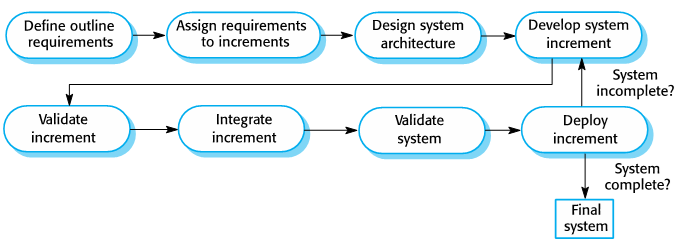 Define outline
requirements
Assign requirements
to increments
Design system
architecture
Develop system
increment
System
incomplete?
Validate
increment
Integrate
increment
Validate
system
Deploy
increment
System
complete?
Final
system